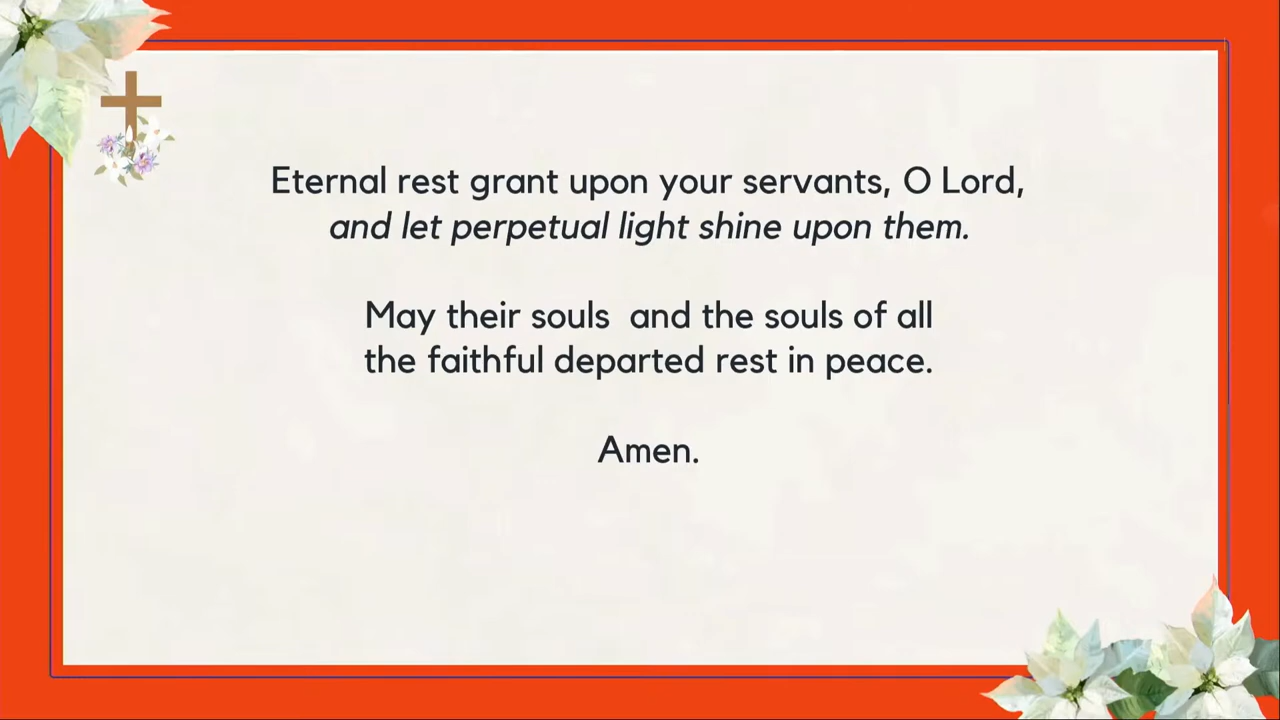 Eternal rest grant upon your servants, O Lord,
and let perpetual light shine upon them.
May their souls  and the souls of all
the faithful departed rest in peace.
Amen.